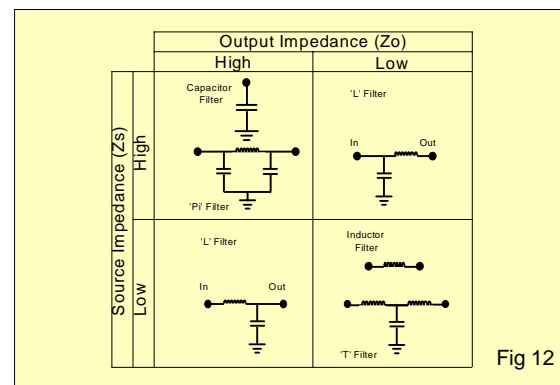 Output Impedance (Zo)
High
Low
Source Impedance (Zs)
High
Capacitor
Filter
'Pi' Filter
'L' Filter
In
Out
Low
'L' Filter
In
Out
Inductor
Filter
'T' Filter
Fig 12